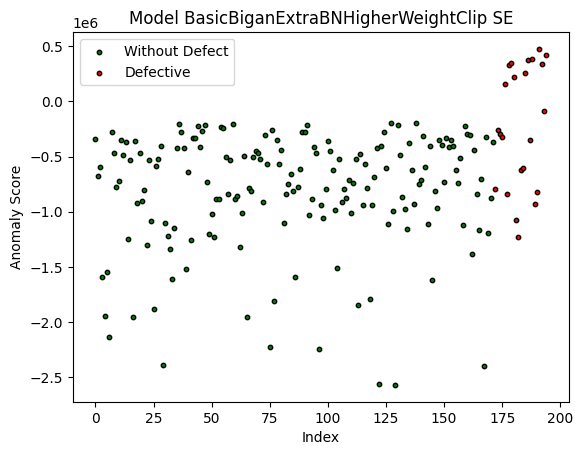 Model BasicBiganExtraBNHigherWeightClip SE
1e6
Without Defect
Defective
0.5
0.0
−0.5
−1.0
−1.5
−2.0
−2.5
Anomaly Score
0 25 50 75 100 125 150 175 200
Index